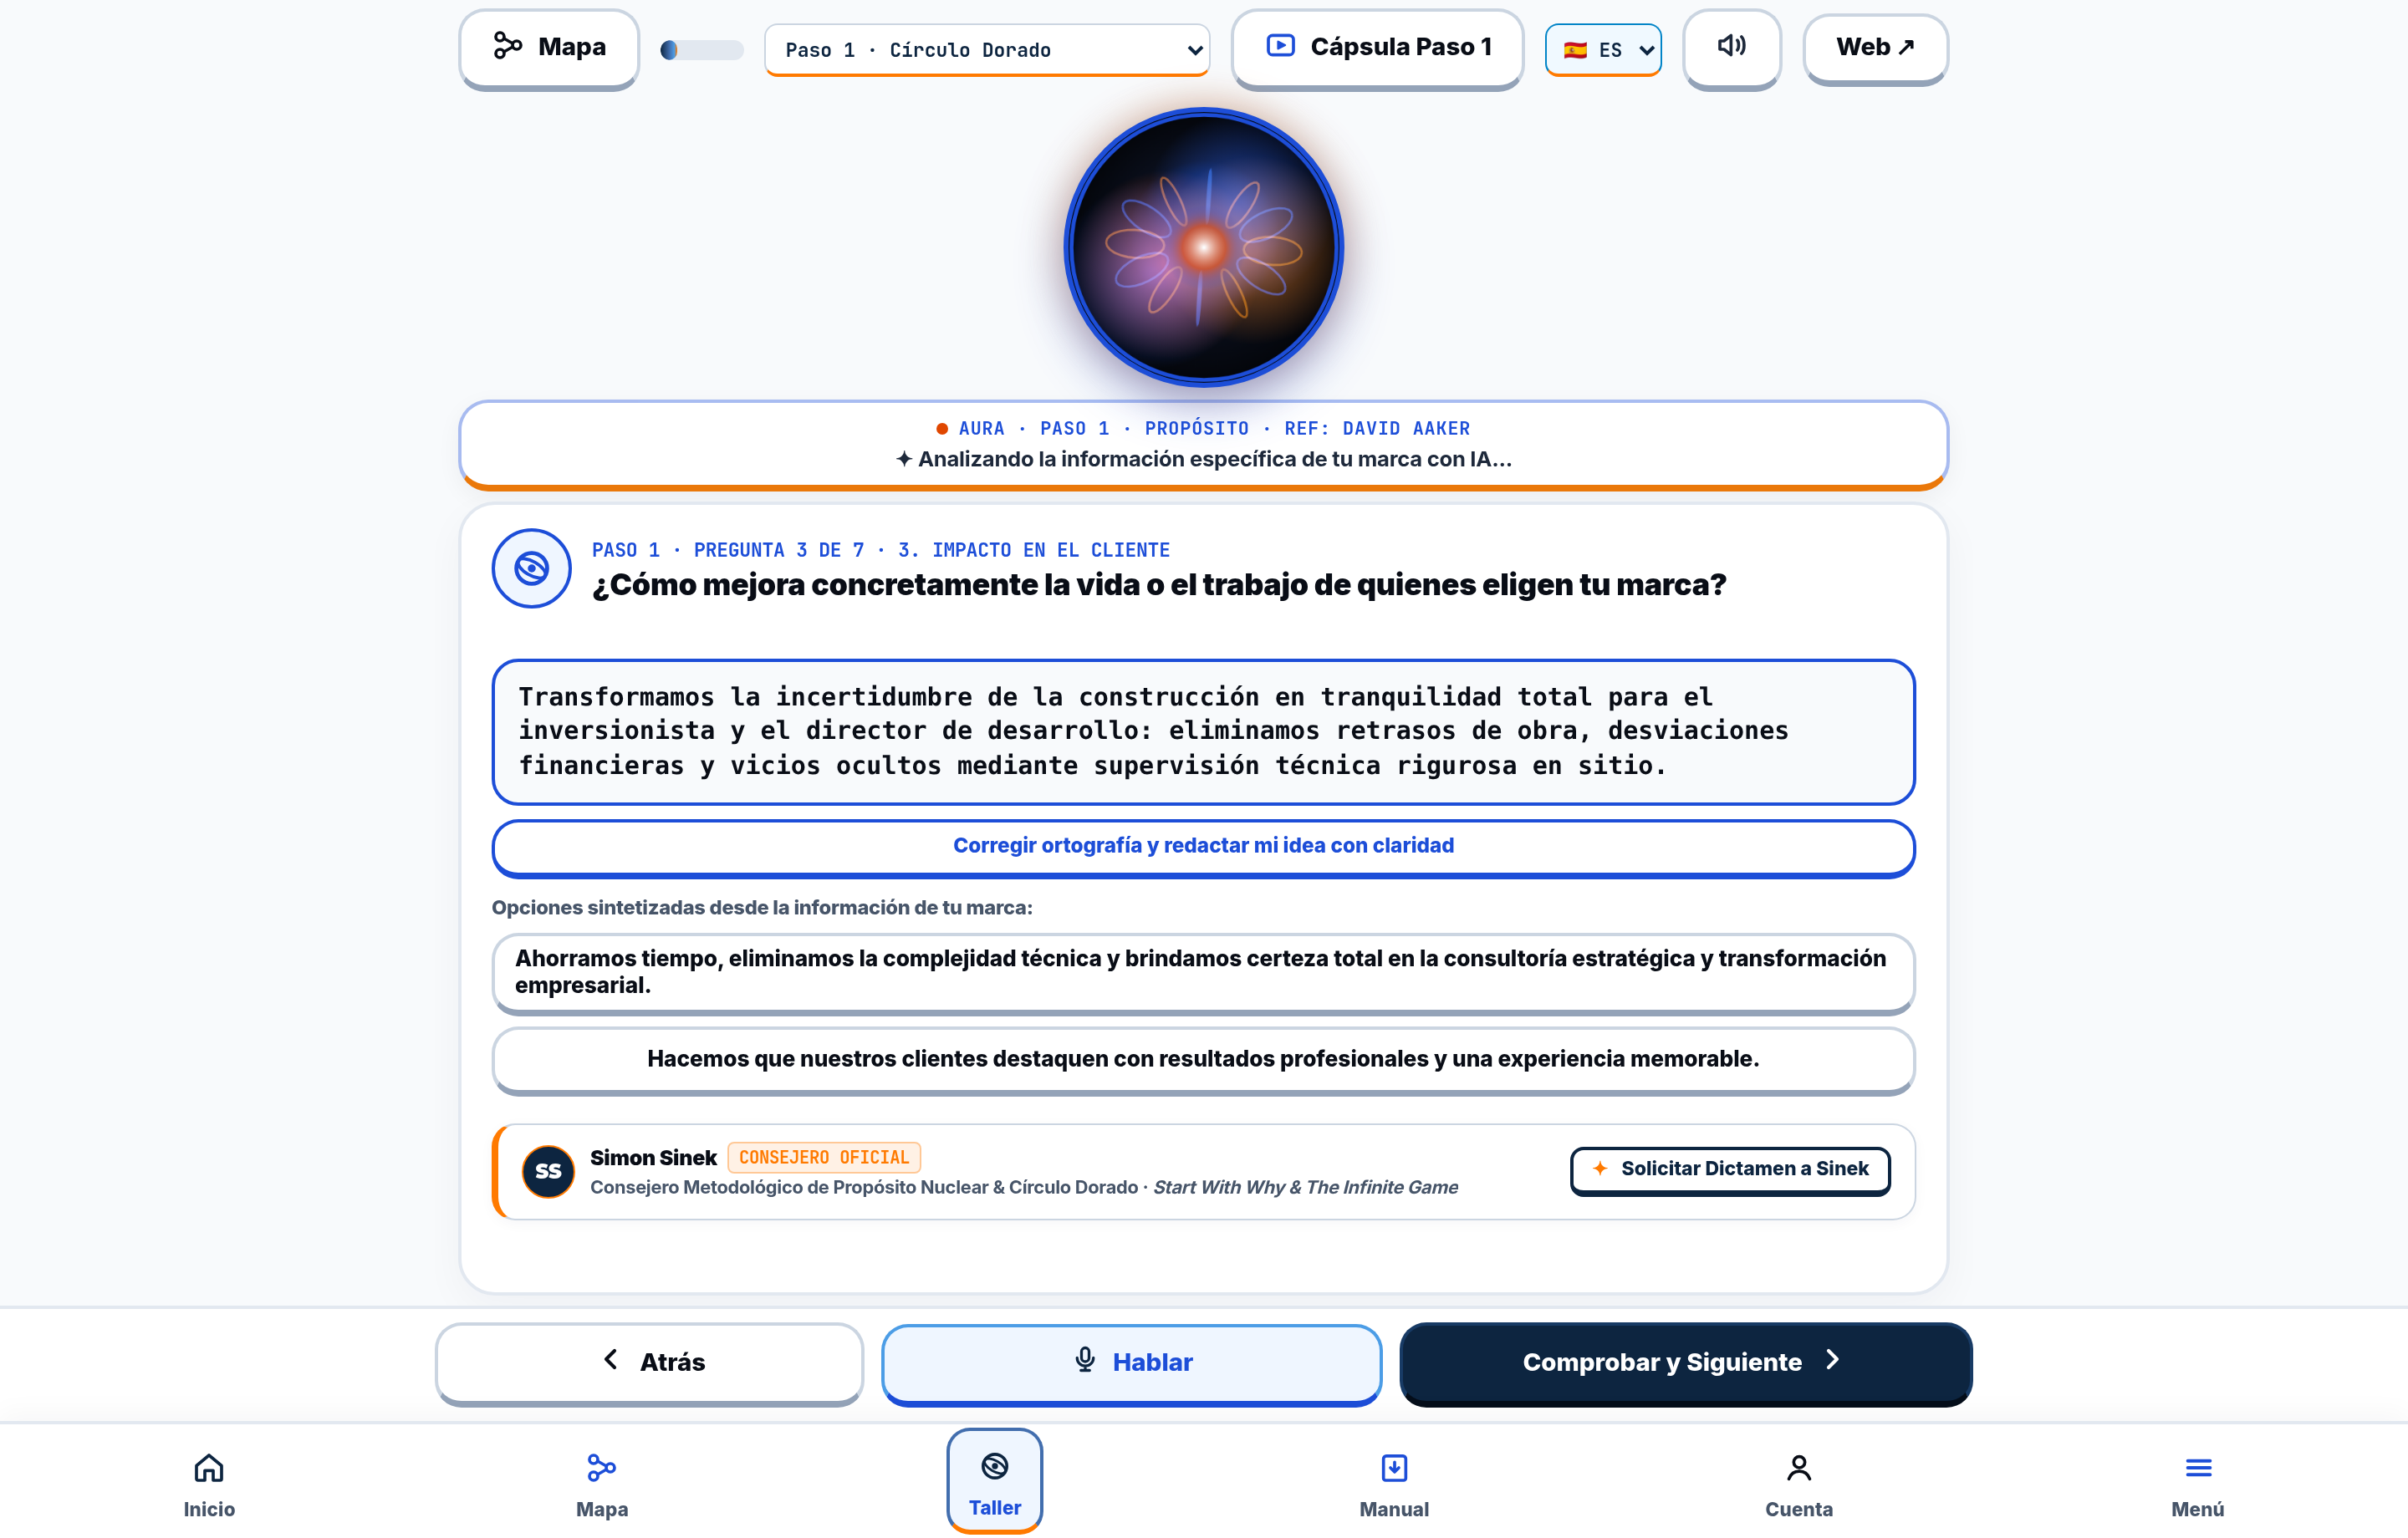 Mapa
Paso 1 · Círculo Dorado
Cápsula Paso 1
🇪🇸 ES
Web ↗
AURA · PASO 1 · PROPÓSITO · REF: DAVID AAKER
✦ Analizando la información específica de tu marca con IA...
PASO 1 · PREGUNTA 3 DE 7 · 3. IMPACTO EN EL CLIENTE
¿Cómo mejora concretamente la vida o el trabajo de quienes eligen tu marca?
Transformamos la incertidumbre de la construcción en tranquilidad total para el
inversionista y el director de desarrollo: eliminamos retrasos de obra, desviaciones
financieras y vicios ocultos mediante supervisión técnica rigurosa en sitio.
Corregir ortografía y redactar mi idea con claridad
Opciones sintetizadas desde la información de tu marca:
Ahorramos tiempo, eliminamos la complejidad técnica y brindamos certeza total en la consultoría estratégica y transformación
empresarial.
Hacemos que nuestros clientes destaquen con resultados profesionales y una experiencia memorable.
SS
Simon Sinek CONSEJERO OFICIAL
Consejero Metodológico de Propósito Nuclear & Círculo Dorado · Start With Why & The Infinite Game
✦ Solicitar Dictamen a Sinek
Atrás
Hablar
Comprobar y Siguiente
Inicio
Mapa
Taller
Manual
Cuenta
Menú